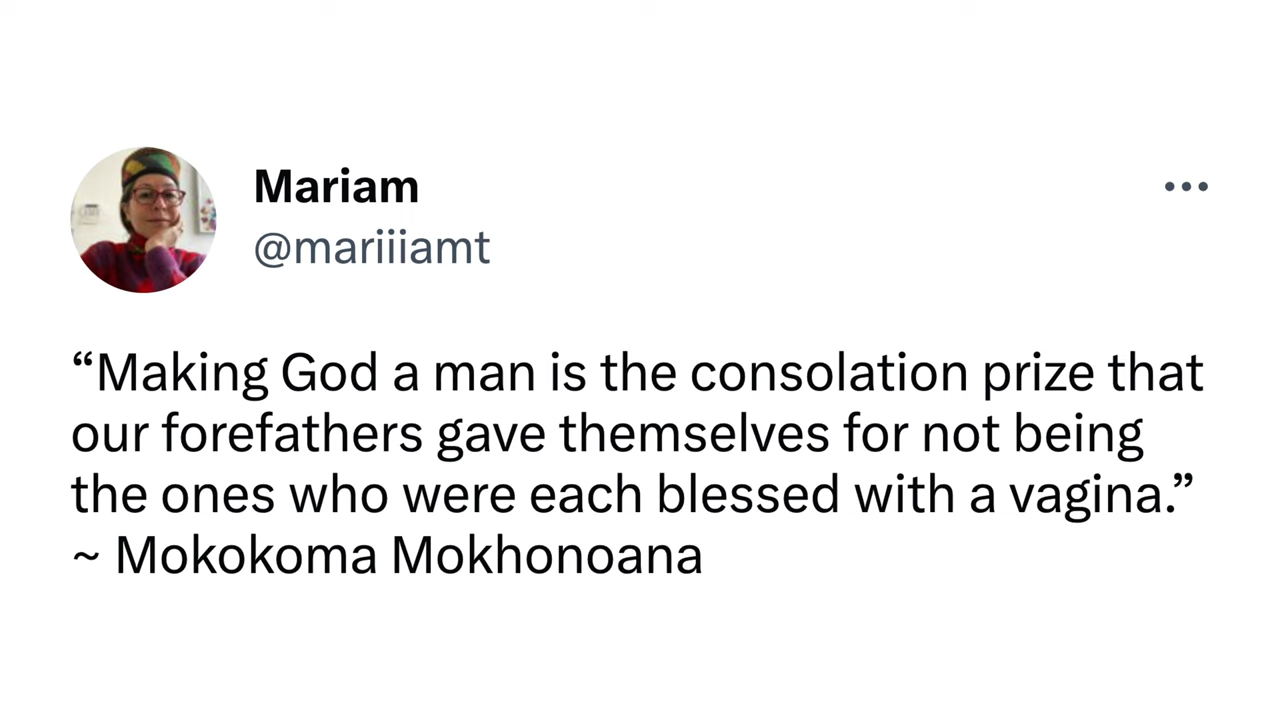 Mariam
@mariiiamt
“Making God a man is the consolation prize that
our forefathers gave themselves for not being
the ones who were each blessed with a vagina.”
~ Mokokoma Mokhonoana